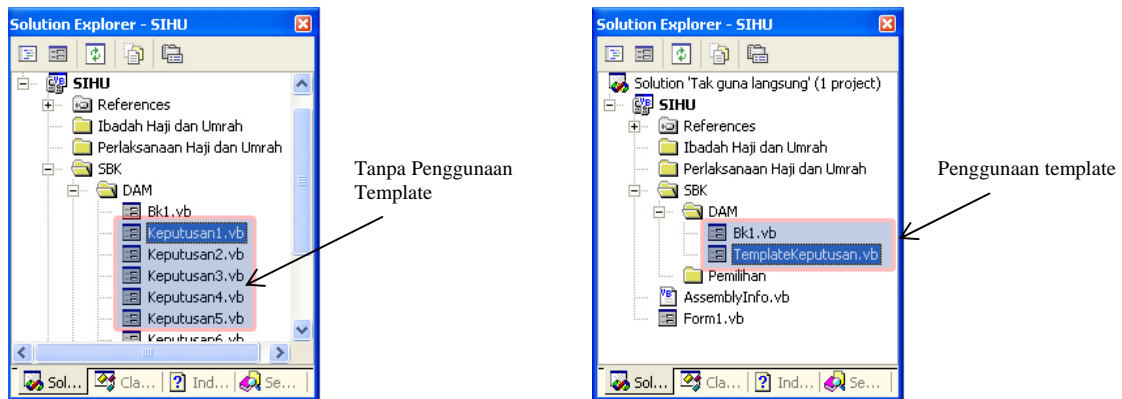 Solution Explorer - SIHU
SIHU
References
Ibadah Haji dan Umrah
Perlaksanaan Haji dan Umrah
SBK
DAM
Bk1.vb
Keputusan1.vb
Keputusan2.vb
Keputusan3.vb
Keputusan4.vb
Keputusan5.vb
Keputusan6.vb
Sol...
Cla...
Ind...
Se...
Tanpa Penggunaan
Template
Solution Explorer - SIHU
Solution 'Tak guna langsung' (1 project)
SIHU
References
Ibadah Haji dan Umrah
Perlaksanaan Haji dan Umrah
SBK
DAM
Bk1.vb
TemplateKeputusan.vb
Pemilihan
AssemblyInfo.vb
Form1.vb
Sol...
Cla...
Ind...
Se...
Penggunaan template